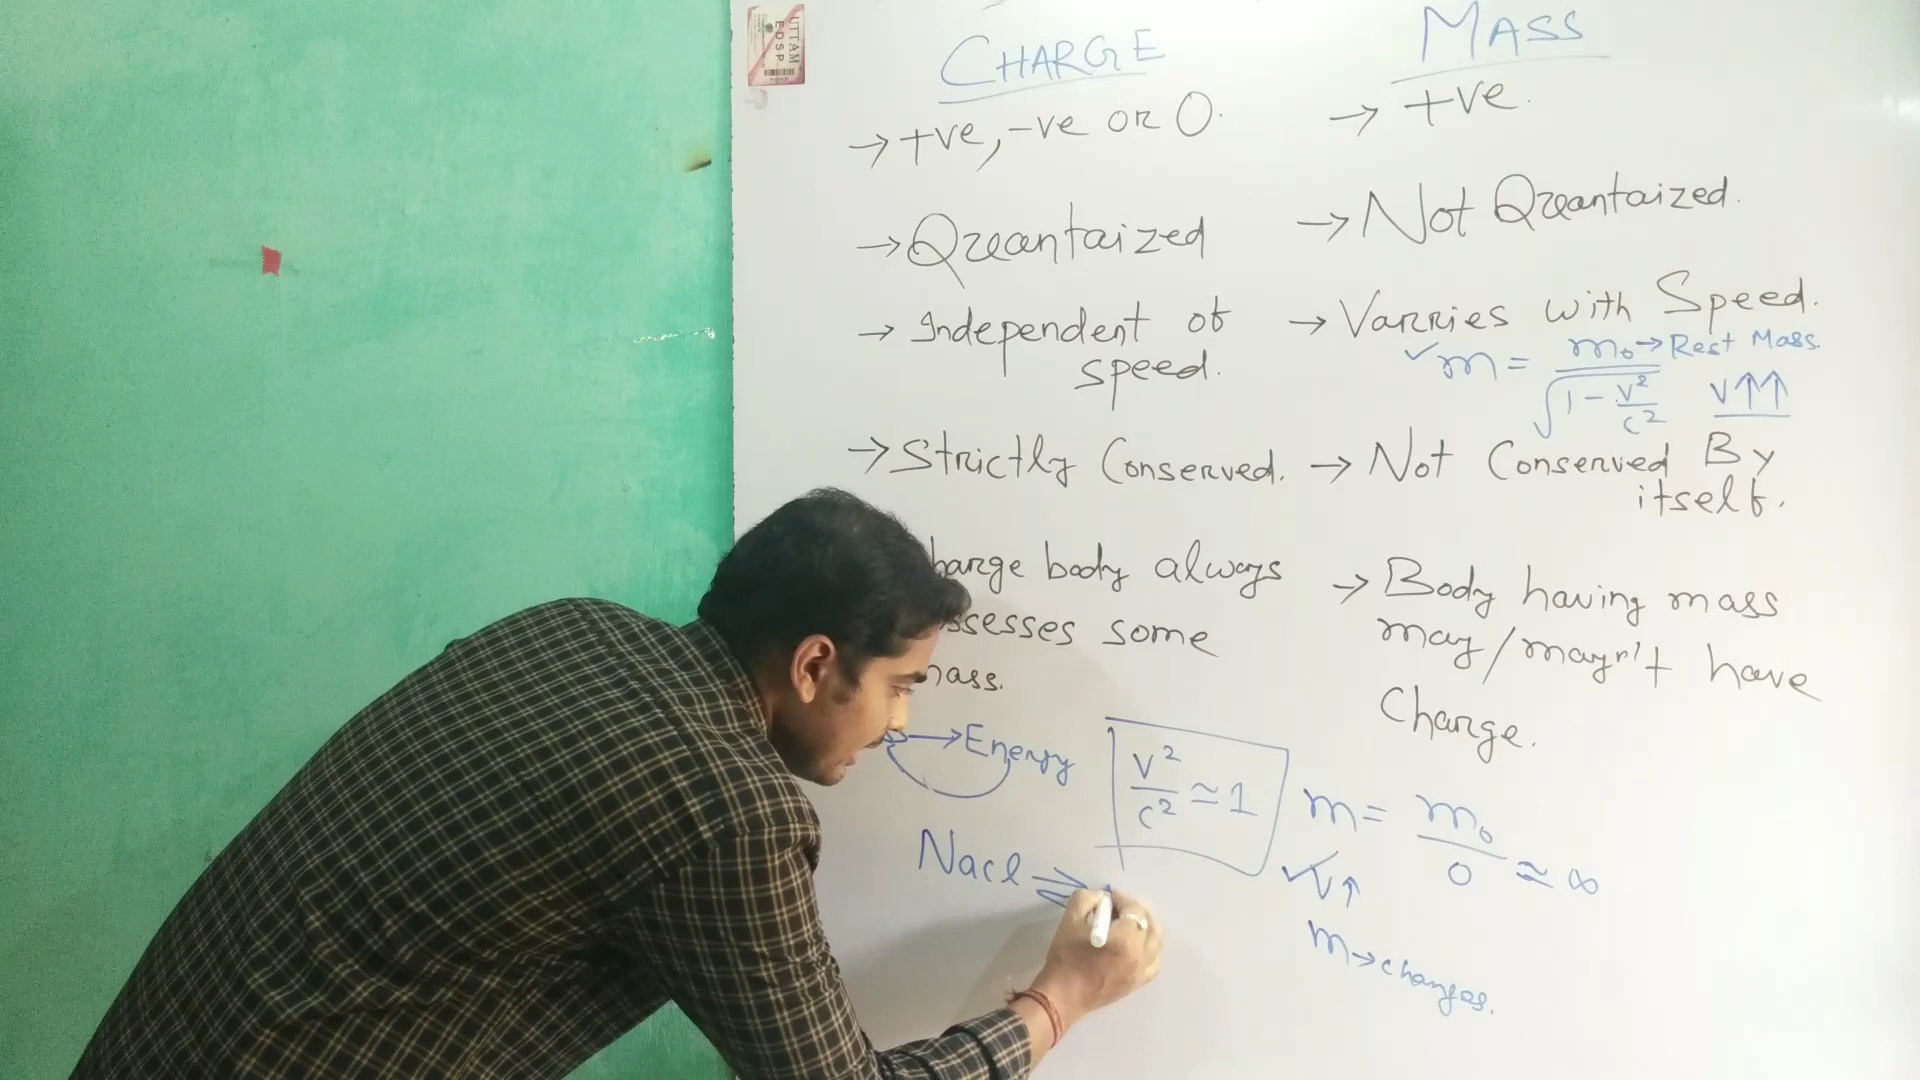 UTTAM
EDSP
CHARGE
→ +ve, -ve or 0.
→ Quantaized
→ Independent of
speed.
→ Strictly Conserved.
harge body always
ssesses some
mass.
→ Energy
V²/c² ≃ 1
Nacl ⇌
MASS
→ +ve.
→ Not Quantaized.
→ Varries with Speed.
✓m = m₀/√1 - V²/c² → Rest Mass.
V↑↑
→ Not Conserved By
itself.
→ Body having mass
may/mayn't have
Charge.
m = m₀/0 ≈ ∞
✓V↑
m → changes.